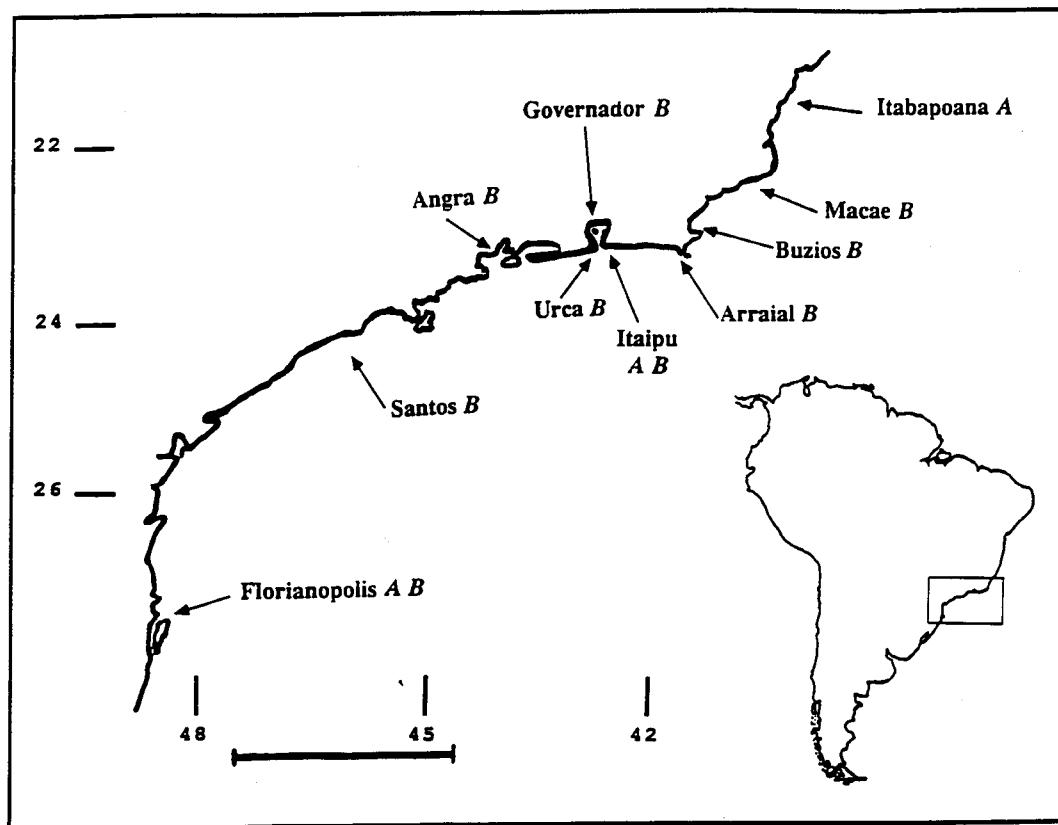 Governador B
Itabapoana A
22
Angra B
Macae B
Buzios B
Urca B
Itaipu
A B
Arraial B
24
Santos B
26
Florianopolis A B
48
45
42